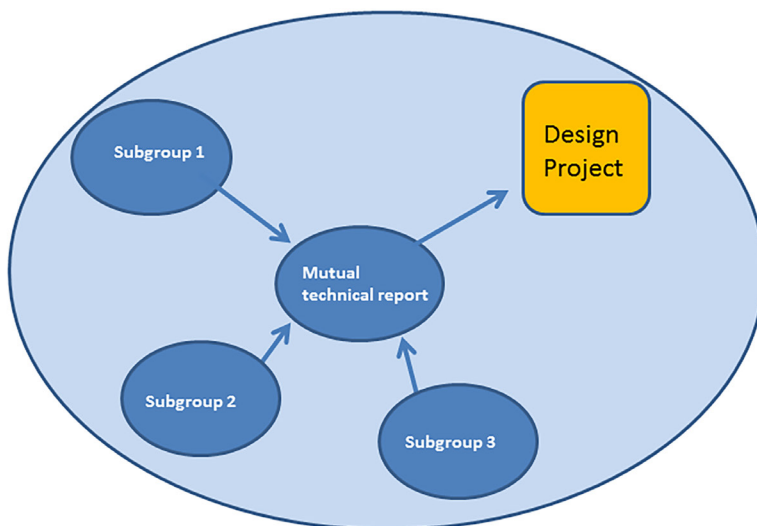 Subgroup 1
Design
Project
Mutual
technical report
Subgroup 2
Subgroup 3